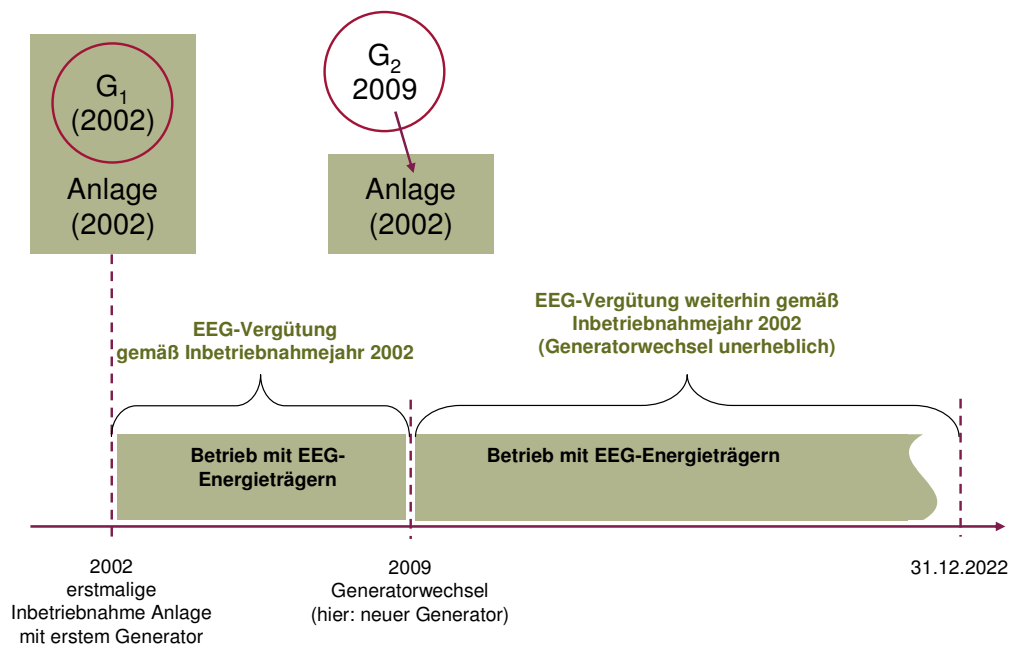 G1
(2002)
Anlage
(2002)
G2
2009
Anlage
(2002)
EEG-Vergütung
gemäß Inbetriebnahmejahr 2002
EEG-Vergütung weiterhin gemäß
Inbetriebnahmejahr 2002
(Generatorwechsel unerheblich)
Betrieb mit EEG-
Energieträgern
Betrieb mit EEG-Energieträgern
2002
erstmalige
Inbetriebnahme Anlage
mit erstem Generator
2009
Generatorwechsel
(hier: neuer Generator)
31.12.2022